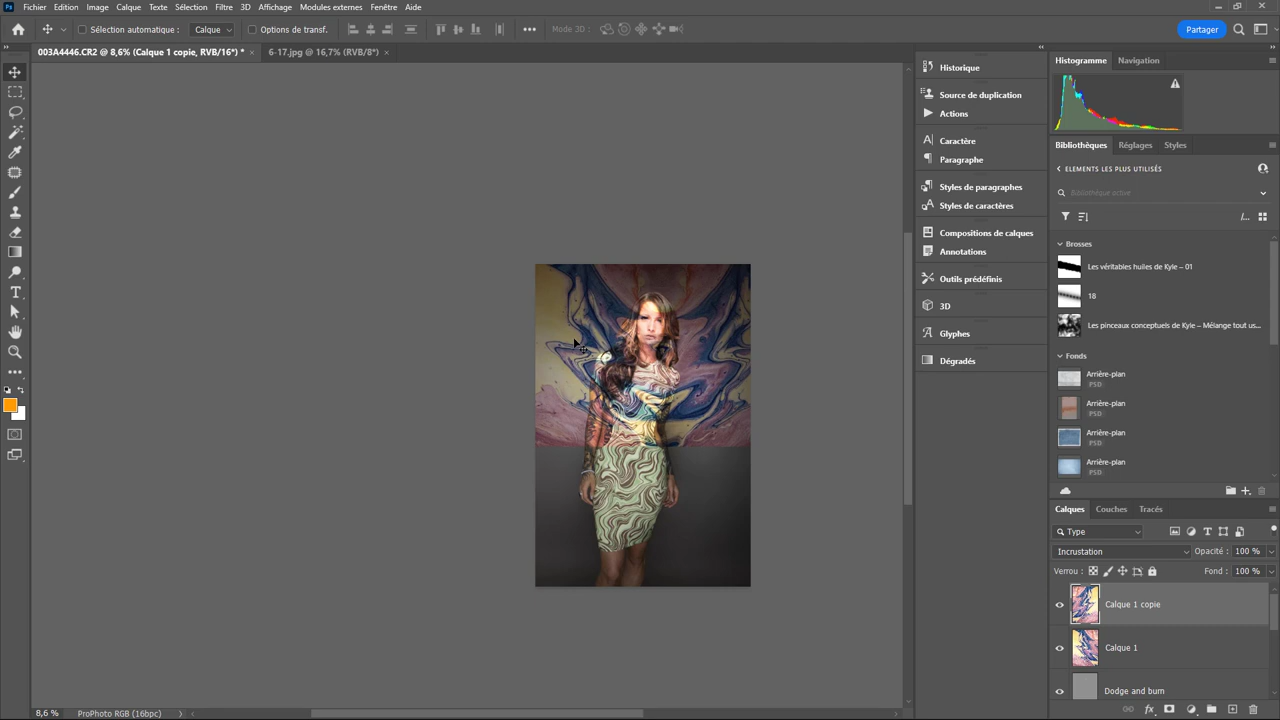 Ps Fichier Edition Image Calque Texte Sélection Filtre 3D Affichage Modules externes Fenêtre Aide
Sélection automatique : Calque Options de transf. Mode 3D : Partager
003A4446.CR2 @ 8,6% (Calque 1 copie, RVB/16*) * 6-17.jpg @ 16,7% (RVB/8*)
Historique
Source de duplication
Actions
Caractère
Paragraphe
Styles de paragraphes
Styles de caractères
Compositions de calques
Annotations
Outils prédéfinis
3D
Glyphes
Dégradés
Histogramme Navigation
Bibliothèques Réglages Styles
ELEMENTS LES PLUS UTILISÉS
Bibliothèque active
Brosses
Les véritables huiles de Kyle – 01
18
Les pinceaux conceptuels de Kyle – Mélange tout us...
Fonds
Arrière-plan
PSD
Arrière-plan
PSD
Arrière-plan
PSD
Arrière-plan
PSD
Calques Couches Tracés
Type
Incrustation Opacité : 100 %
Verrou : Fond : 100 %
Calque 1 copie
Calque 1
Dodge and burn
8,6 % ProPhoto RGB (16bpc)